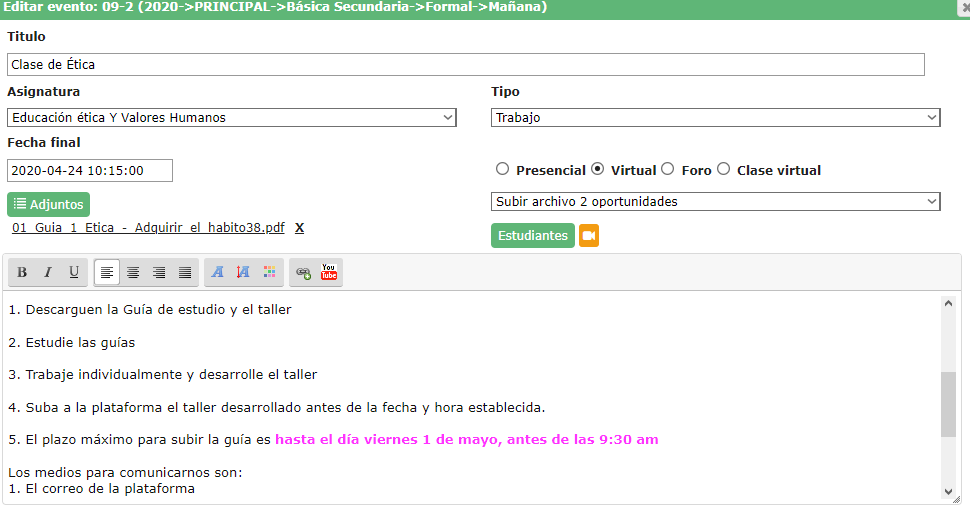 Editar evento: 09-2 (2020->PRINCIPAL->Básica Secundaria->Formal->Mañana)
Titulo
Clase de Ética
Asignatura
Tipo
Educación ética Y Valores Humanos
Trabajo
Fecha final
2020-04-24 10:15:00
Presencial Virtual Foro Clase virtual
Adjuntos
Subir archivo 2 oportunidades
01_Guia_1_Etica_-_Adquirir_el_habito38.pdf X
Estudiantes
B I U A A You Tube
1. Descarguen la Guía de estudio y el taller
2. Estudie las guías
3. Trabaje individualmente y desarrolle el taller
4. Suba a la plataforma el taller desarrollado antes de la fecha y hora establecida.
5. El plazo máximo para subir la guía es hasta el día viernes 1 de mayo, antes de las 9:30 am
Los medios para comunicarnos son:
1. El correo de la plataforma